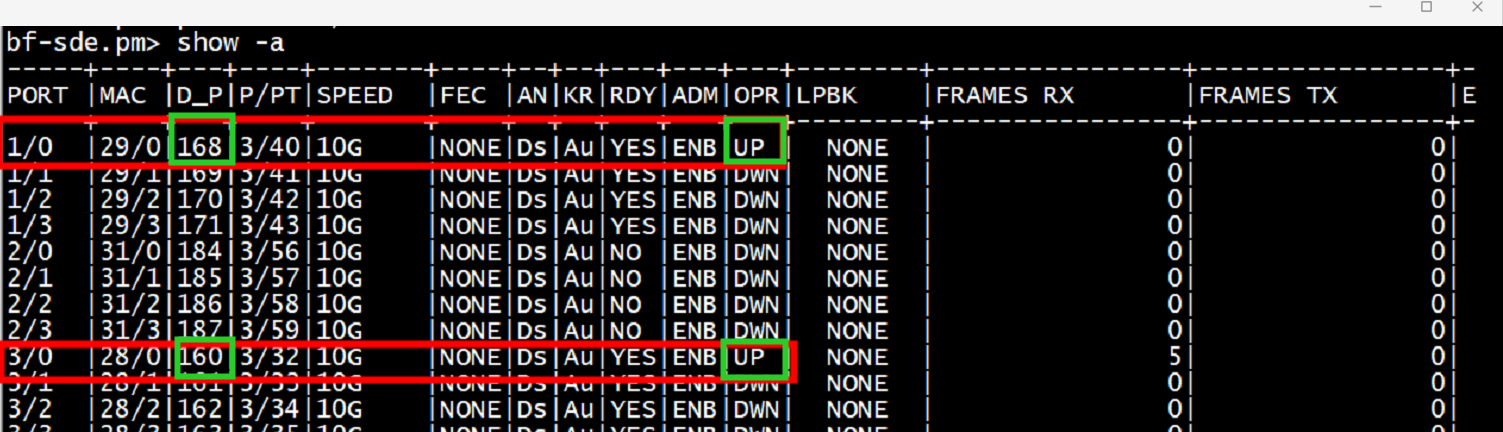 bf-sde.pm> show -a
-----+----+---+----+-------+----+--+--+---+---+---+--------+----------------+----------------+-
PORT |MAC |D_P|P/PT|SPEED  |FEC |AN|KR|RDY|ADM|OPR|LPBK    |FRAMES RX       |FRAMES TX       |E
1/0  |29/0|168|3/40|10G    |NONE|Ds|Au|YES|ENB|UP |  NONE  |               0|               0|
1/1  |29/1|169|3/41|10G    |NONE|Ds|Au|YES|ENB|DWN|  NONE  |               0|               0|
1/2  |29/2|170|3/42|10G    |NONE|Ds|Au|YES|ENB|DWN|  NONE  |               0|               0|
1/3  |29/3|171|3/43|10G    |NONE|Ds|Au|YES|ENB|DWN|  NONE  |               0|               0|
2/0  |31/0|184|3/56|10G    |NONE|Ds|Au|NO |ENB|DWN|  NONE  |               0|               0|
2/1  |31/1|185|3/57|10G    |NONE|Ds|Au|NO |ENB|DWN|  NONE  |               0|               0|
2/2  |31/2|186|3/58|10G    |NONE|Ds|Au|NO |ENB|DWN|  NONE  |               0|               0|
2/3  |31/3|187|3/59|10G    |NONE|Ds|Au|NO |ENB|DWN|  NONE  |               0|               0|
3/0  |28/0|160|3/32|10G    |NONE|Ds|Au|YES|ENB|UP |  NONE  |               5|               0|
3/1  |28/1|161|3/33|10G    |NONE|Ds|Au|YES|ENB|DWN|  NONE  |               0|               0|
3/2  |28/2|162|3/34|10G    |NONE|Ds|Au|YES|ENB|DWN|  NONE  |               0|               0|
3/3  |28/3|163|3/35|10G    |NONE|Ds|Au|YES|ENB|DWN|  NONE  |               0|               0|